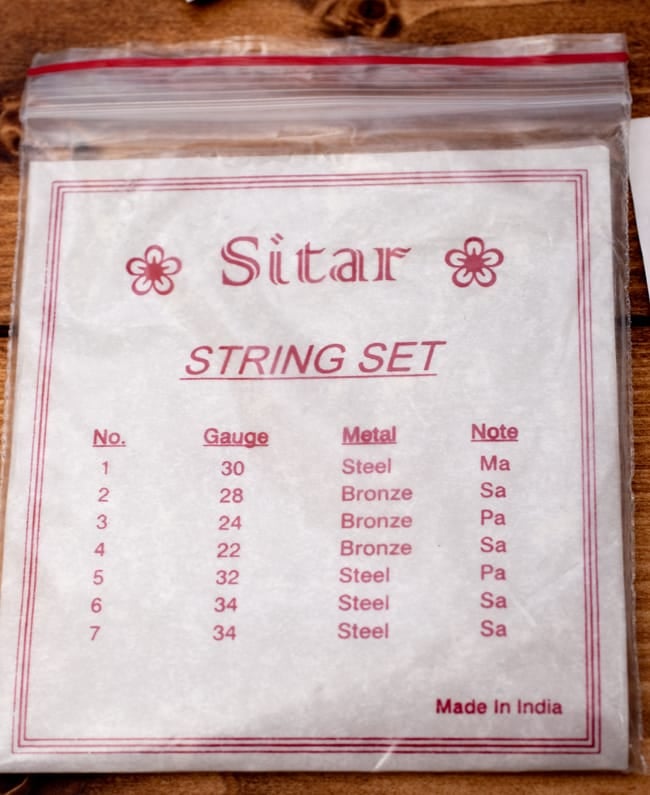 Sitar
STRING SET
No. Gauge Metal Note
1 30 Steel Ma
2 28 Bronze Sa
3 24 Bronze Pa
4 22 Bronze Sa
5 32 Steel Pa
6 34 Steel Sa
7 34 Steel Sa
Made In India